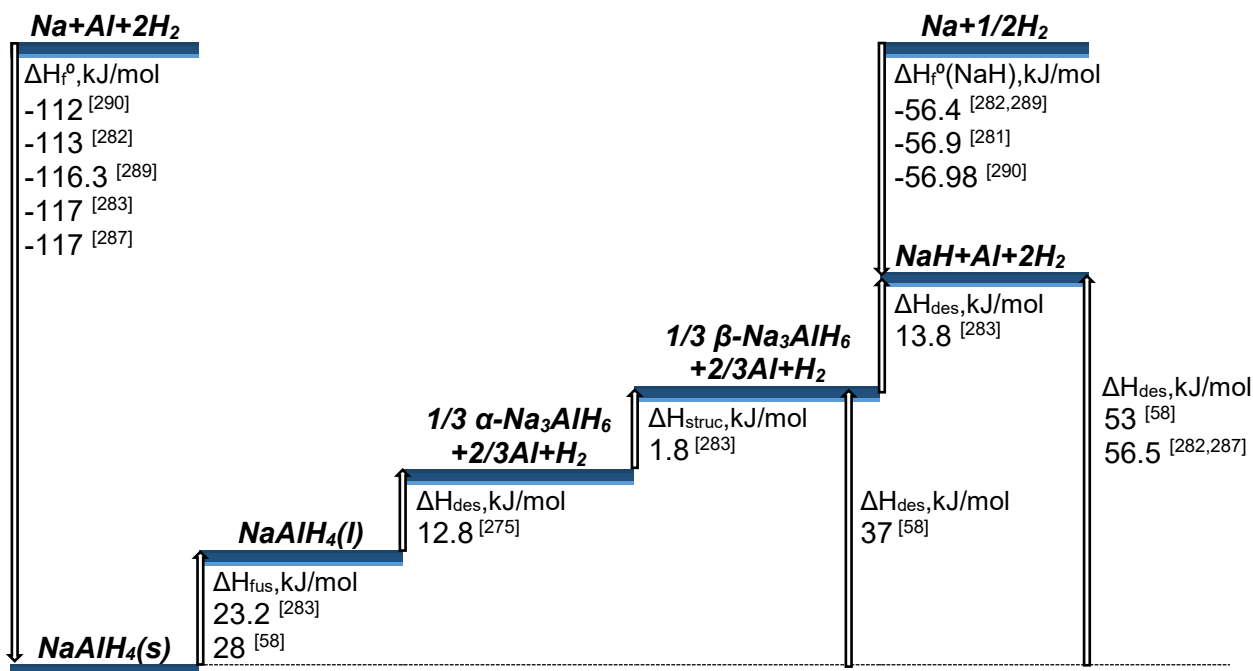 Na+Al+2H₂
ΔHfº,kJ/mol
-112 [290]
-113 [282]
-116.3 [289]
-117 [283]
-117 [287]
Na+1/2H₂
ΔHfº(NaH),kJ/mol
-56.4 [282,289]
-56.9 [281]
-56.98 [290]
NaH+Al+2H₂
ΔHdes,kJ/mol
13.8 [283]
1/3 β-Na₃AlH₆
+2/3Al+H₂
ΔHstruc,kJ/mol
1.8 [283]
ΔHdes,kJ/mol
53 [58]
56.5 [282,287]
1/3 α-Na₃AlH₆
+2/3Al+H₂
ΔHdes,kJ/mol
12.8 [275]
ΔHdes,kJ/mol
37 [58]
NaAlH₄(l)
ΔHfus,kJ/mol
23.2 [283]
28 [58]
NaAlH₄(s)